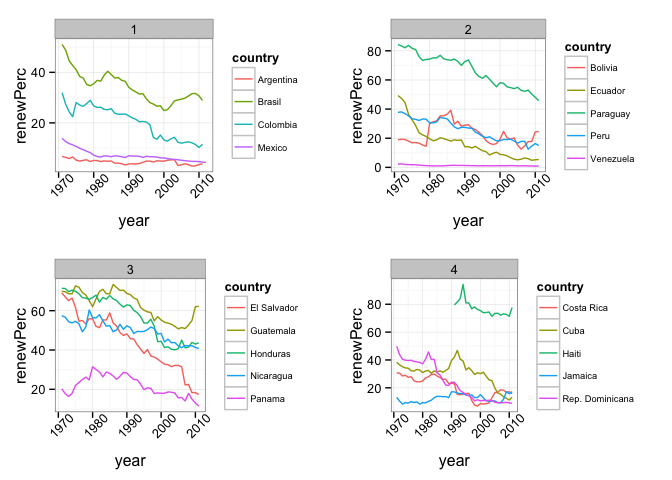 1
renewPerc
40
20
1970
1980
1990
2000
2010
year
country
Argentina
Brasil
Colombia
Mexico
2
renewPerc
80
60
40
20
0
1970
1980
1990
2000
2010
year
country
Bolivia
Ecuador
Paraguay
Peru
Venezuela
3
renewPerc
60
40
20
1970
1980
1990
2000
2010
year
country
El Salvador
Guatemala
Honduras
Nicaragua
Panama
4
renewPerc
80
60
40
20
1970
1980
1990
2000
2010
year
country
Costa Rica
Cuba
Haiti
Jamaica
Rep. Dominicana